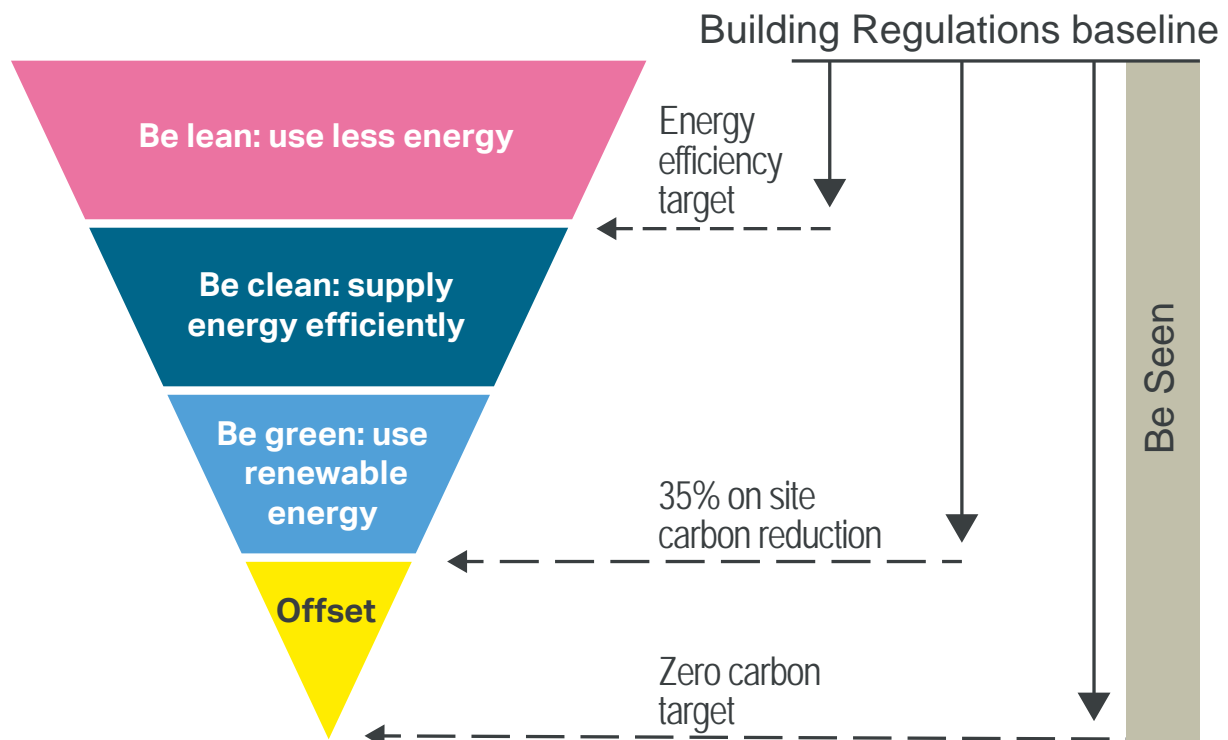 Building Regulations baseline
Be lean: use less energy
Energy
efficiency
target
Be clean: supply
energy efficiently
Be Seen
Be green: use
renewable
energy
35% on site
carbon reduction
Offset
Zero carbon
target